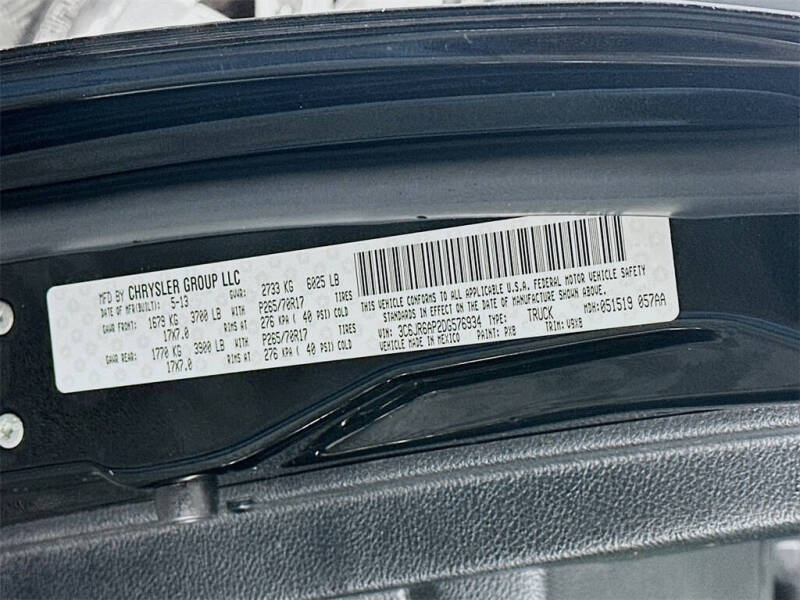 MFD BY CHRYSLER GROUP LLC
DATE OF MFR(BUILT): 5-13 GVWR: 2733 KG 6025 LB
GAWR FRONT: 1679 KG 3700 LB WITH P265/70R17 TIRES
17X7.0 RIMS AT 276 KPA ( 40 PSI) COLD
GAWR REAR: 1770 KG 3900 LB WITH P265/70R17 TIRES
17X7.0 RIMS AT 276 KPA ( 40 PSI) COLD
THIS VEHICLE CONFORMS TO ALL APPLICABLE U.S.A. FEDERAL MOTOR VEHICLE SAFETY
STANDARDS IN EFFECT ON THE DATE OF MANUFACTURE SHOWN ABOVE.
VIN: 3C6JR6AP2DG576934 TYPE: TRUCK MDH: 051519 057AA
VEHICLE MADE IN MEXICO PAINT: PXB TRIM: V9X8